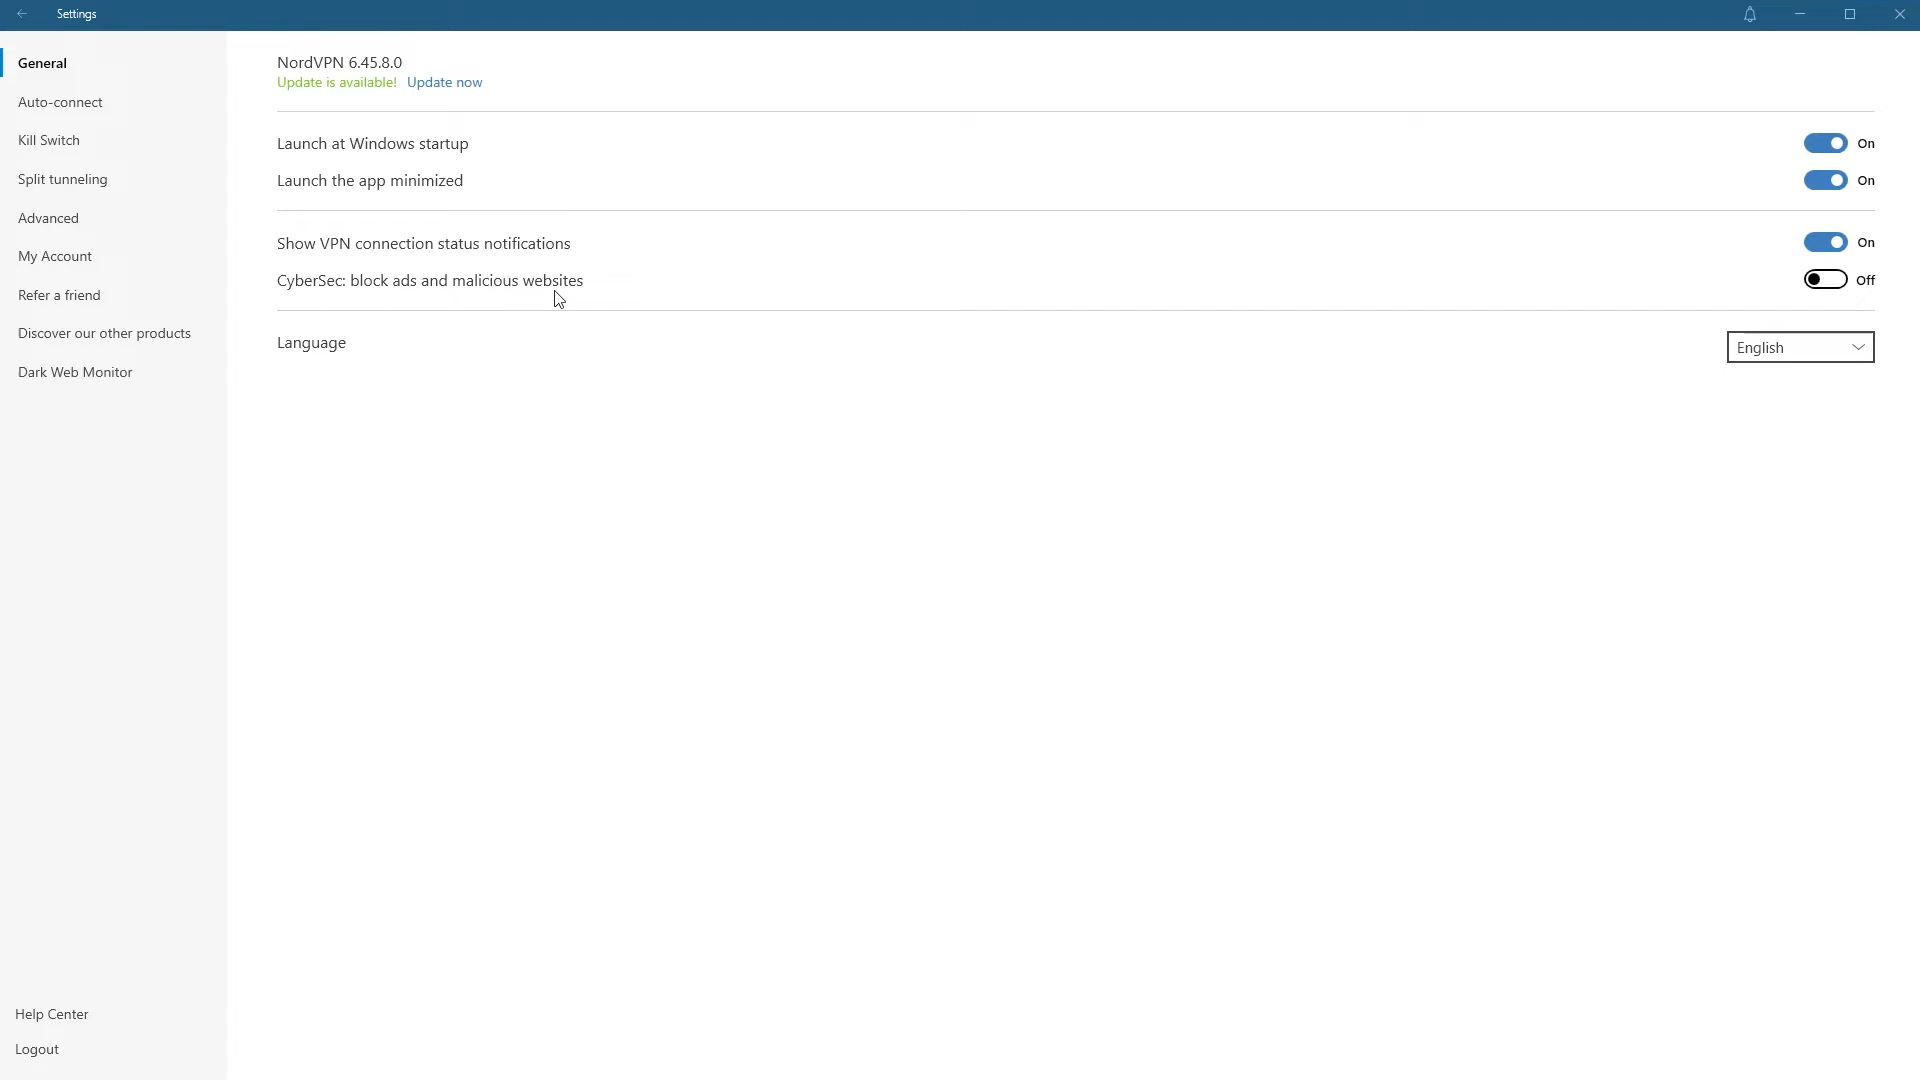 Settings
General
Auto-connect
Kill Switch
Split tunneling
Advanced
My Account
Refer a friend
Discover our other products
Dark Web Monitor
Help Center
Logout
NordVPN 6.45.8.0
Update is available! Update now
Launch at Windows startup On
Launch the app minimized On
Show VPN connection status notifications On
CyberSec: block ads and malicious websites Off
Language English